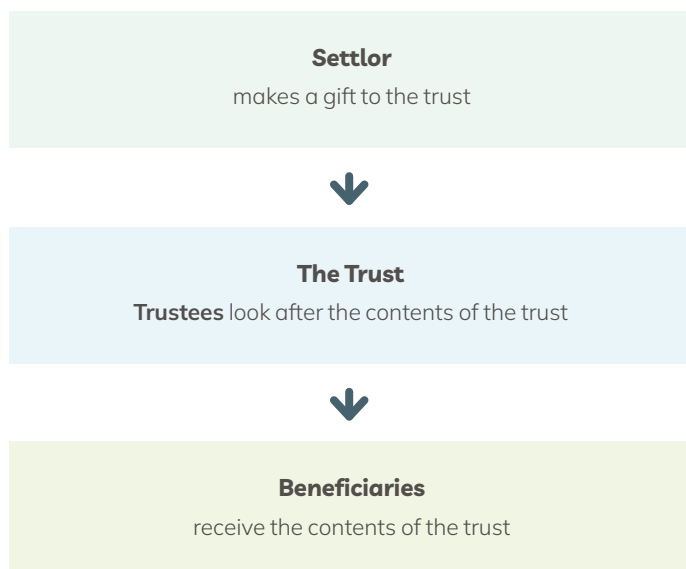 Settlor
makes a gift to the trust
The Trust
Trustees look after the contents of the trust
Beneficiaries
receive the contents of the trust